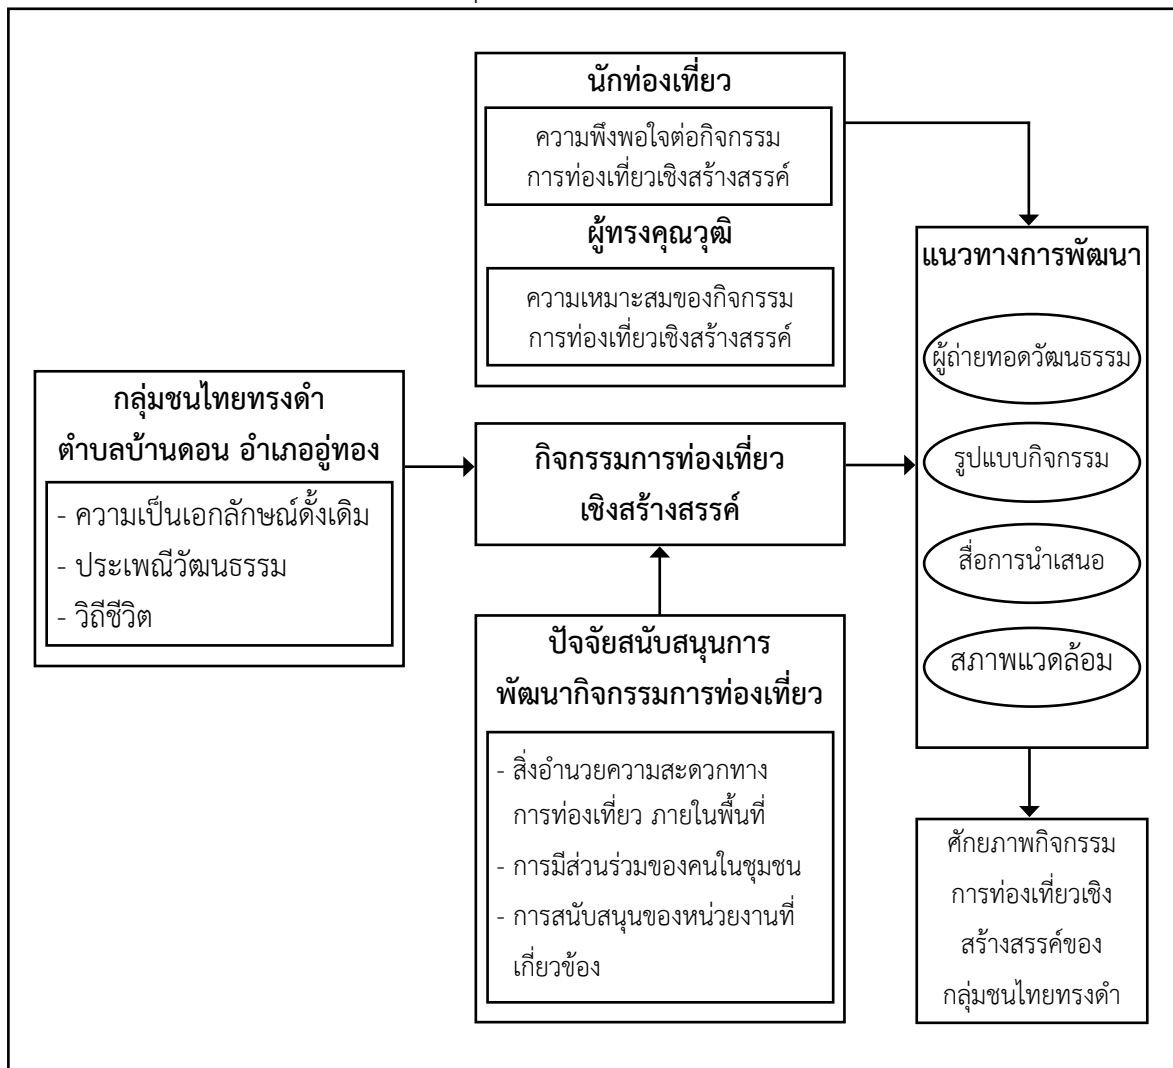 นักท่องเที่ยว
ความพึงพอใจต่อกิจกรรม
การท่องเที่ยวเชิงสร้างสรรค์
ผู้ทรงคุณวุฒิ
ความเหมาะสมของกิจกรรม
การท่องเที่ยวเชิงสร้างสรรค์
กลุ่มชนไทยทรงดำ
ตำบลบ้านดอน อำเภออู่ทอง
- ความเป็นเอกลักษณ์ดั้งเดิม
- ประเพณีวัฒนธรรม
- วิถีชีวิต
กิจกรรมการท่องเที่ยว
เชิงสร้างสรรค์
ปัจจัยสนับสนุนการ
พัฒนากิจกรรมการท่องเที่ยว
- สิ่งอำนวยความสะดวกทาง
การท่องเที่ยว ภายในพื้นที่
- การมีส่วนร่วมของคนในชุมชน
- การสนับสนุนของหน่วยงานที่
เกี่ยวข้อง
แนวทางการพัฒนา
ผู้ถ่ายทอดวัฒนธรรม
รูปแบบกิจกรรม
สื่อการนำเสนอ
สภาพแวดล้อม
ศักยภาพกิจกรรม
การท่องเที่ยวเชิง
สร้างสรรค์ของ
กลุ่มชนไทยทรงดำ